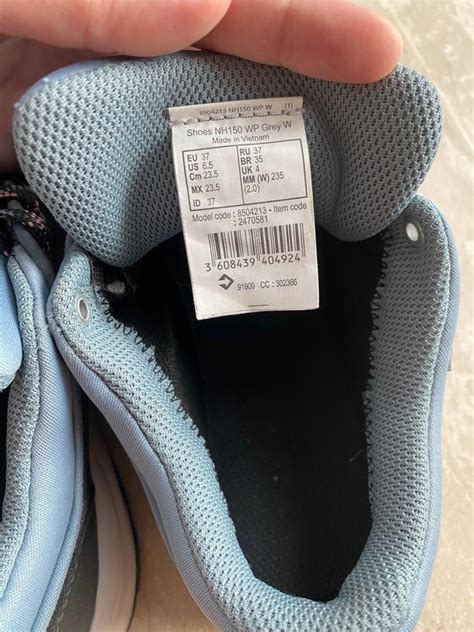 8504213 NH150 WP W (1)
Shoes NH150 WP Grey W
Made in Vietnam
EU 37
US 6.5
Cm 23.5
MX 23.5
ID 37
RU 37
BR 35
UK 4
MM (W) 235
(2.0)
Model code : 8504213 - Item code
: 2470581
3 608439 404924
91909 CC : 302366